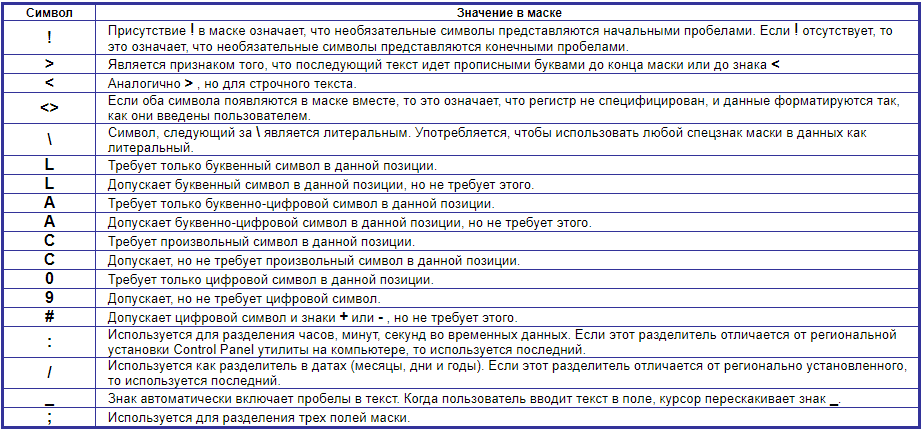 Символ Значение в маске
! Присутствие ! в маске означает, что необязательные символы представляются начальными пробелами. Если ! отсутствует, то
это означает, что необязательные символы представляются конечными пробелами.
> Является признаком того, что последующий текст идет прописными буквами до конца маски или до знака <
< Аналогично > , но для строчного текста.
<> Если оба символа появляются в маске вместе, то это означает, что регистр не специфицирован, и данные форматируются так,
как они введены пользователем.
\ Символ, следующий за \ является литеральным. Употребляется, чтобы использовать любой спецзнак маски в данных как
литеральный.
L Требует только буквенный символ в данной позиции.
L Допускает буквенный символ в данной позиции, но не требует этого.
A Требует только буквенно-цифровой символ в данной позиции.
A Допускает буквенно-цифровой символ в данной позиции, но не требует этого.
C Требует произвольный символ в данной позиции.
C Допускает, но не требует произвольный символ в данной позиции.
0 Требует только цифровой символ в данной позиции.
9 Допускает, но не требует цифровой символ.
# Допускает цифровой символ и знаки + или - , но не требует этого.
: Используется для разделения часов, минут, секунд во временных данных. Если этот разделитель отличается от региональной
установки Control Panel утилиты на компьютере, то используется последний.
/ Используется как разделитель в датах (месяцы, дни и годы). Если этот разделитель отличается от регионально установленного,
то используется последний.
_ Знак автоматически включает пробелы в текст. Когда пользователь вводит текст в поле, курсор перескакивает знак _.
; Используется для разделения трех полей маски.